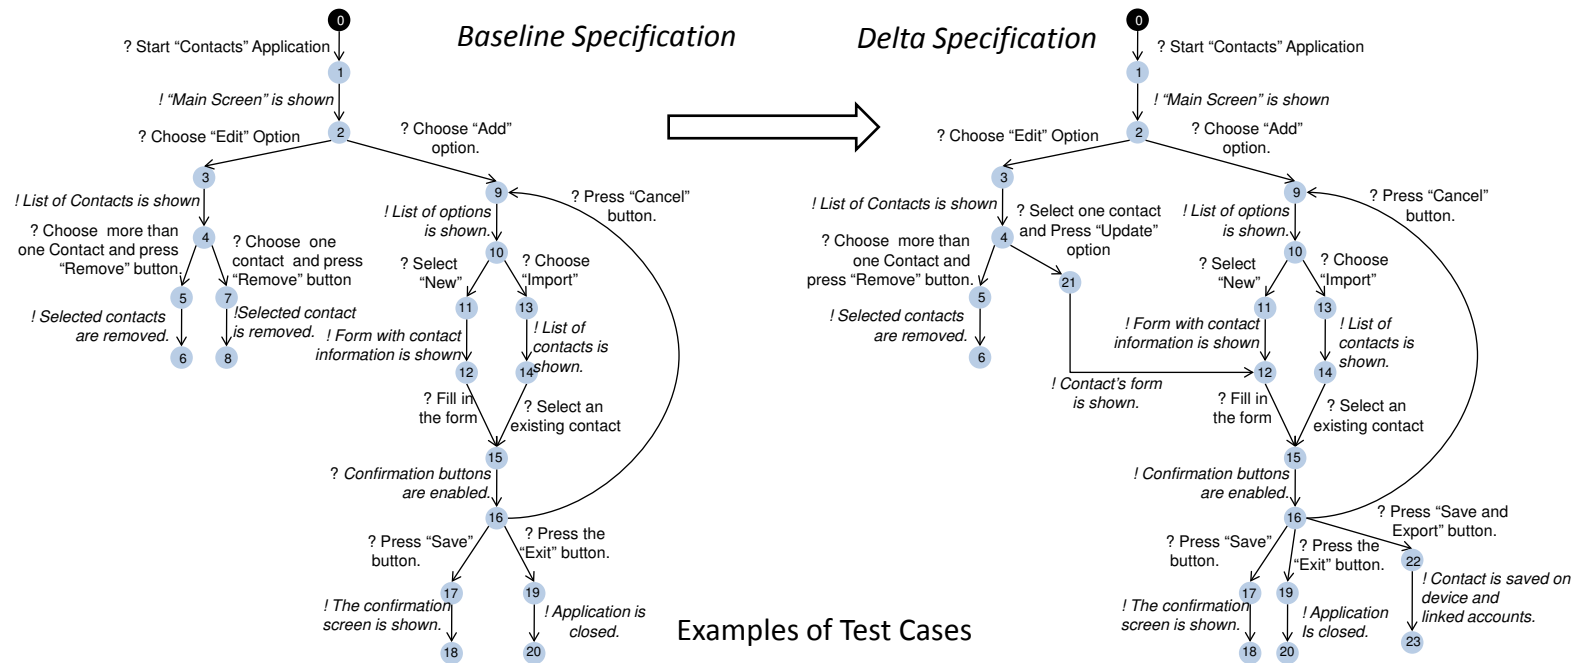 Baseline Specification
0
? Start “Contacts” Application
1
! “Main Screen” is shown
2
? Choose “Edit” Option
? Choose “Add”
option.
3
9
? Press “Cancel”
button.
! List of Contacts is shown
! List of options
is shown.
4
? Choose  more than
one Contact and press
“Remove” button.
? Choose  one
contact  and press
“Remove” button
10
? Select
“New”
? Choose
“Import”
5
7
11
13
! Selected contacts
are removed.
!Selected contact
is removed.
! Form with contact
information is shown
! List of
contacts is
shown.
6
8
12
14
? Fill in
the form
? Select an
existing contact
15
? Confirmation buttons
are enabled.
16
? Press “Save”
button.
? Press the
“Exit” button.
17
19
! The confirmation
screen is shown.
! Application is
closed.
18
20
Delta Specification
0
? Start “Contacts” Application
1
! “Main Screen” is shown
2
? Choose “Edit” Option
? Choose “Add”
option.
3
9
? Press “Cancel”
button.
! List of Contacts is shown
? Select one contact
and Press “Update”
option
! List of options
is shown.
4
? Choose  more than
one Contact and
press “Remove” button.
21
10
? Select
“New”
? Choose
“Import”
5
11
13
! Selected contacts
are removed.
! Form with contact
information is shown
! List of
contacts is
shown.
6
12
14
! Contact’s form
is shown.
? Fill in
the form
? Select an
existing contact
15
! Confirmation buttons
are enabled.
16
? Press “Save and
Export” button.
? Press “Save”
button.
? Press the
“Exit” button.
22
17
19
! Contact is saved on
device and
linked accounts.
! The confirmation
screen is shown.
! Application
Is closed.
18
20
23
Examples of Test Cases